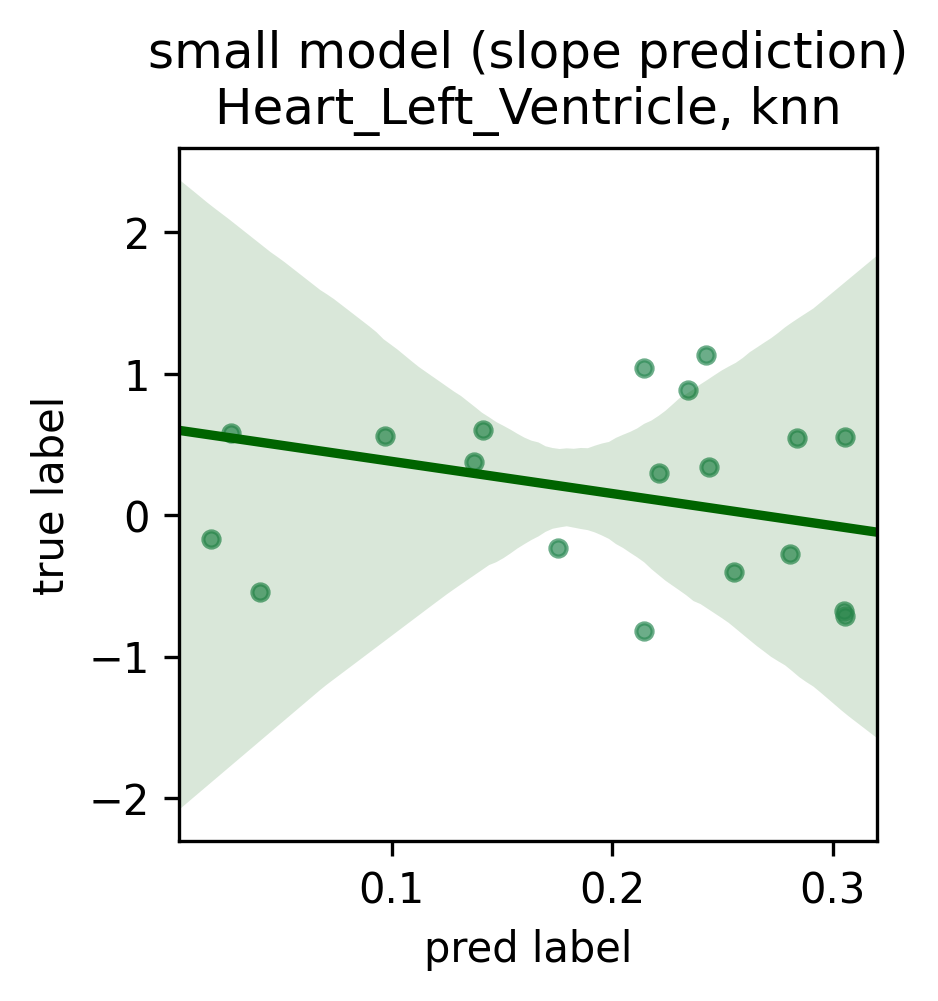 small model (slope prediction)
Heart_Left_Ventricle, knn
2
1
0
−1
−2
true label
0.1 0.2 0.3
pred label